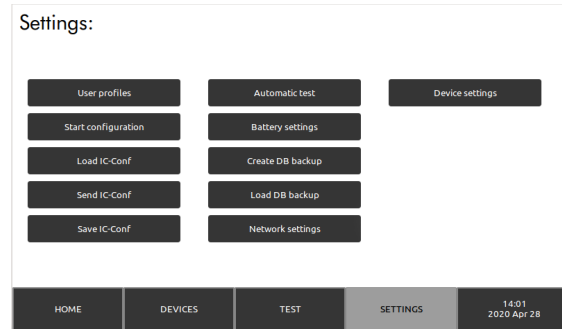 Settings:
User profiles
Automatic test
Device settings
Start configuration
Battery settings
Load IC-Conf
Create DB backup
Send IC-Conf
Load DB backup
Save IC-Conf
Network settings
HOME
DEVICES
TEST
SETTINGS
14:01
2020 Apr 28